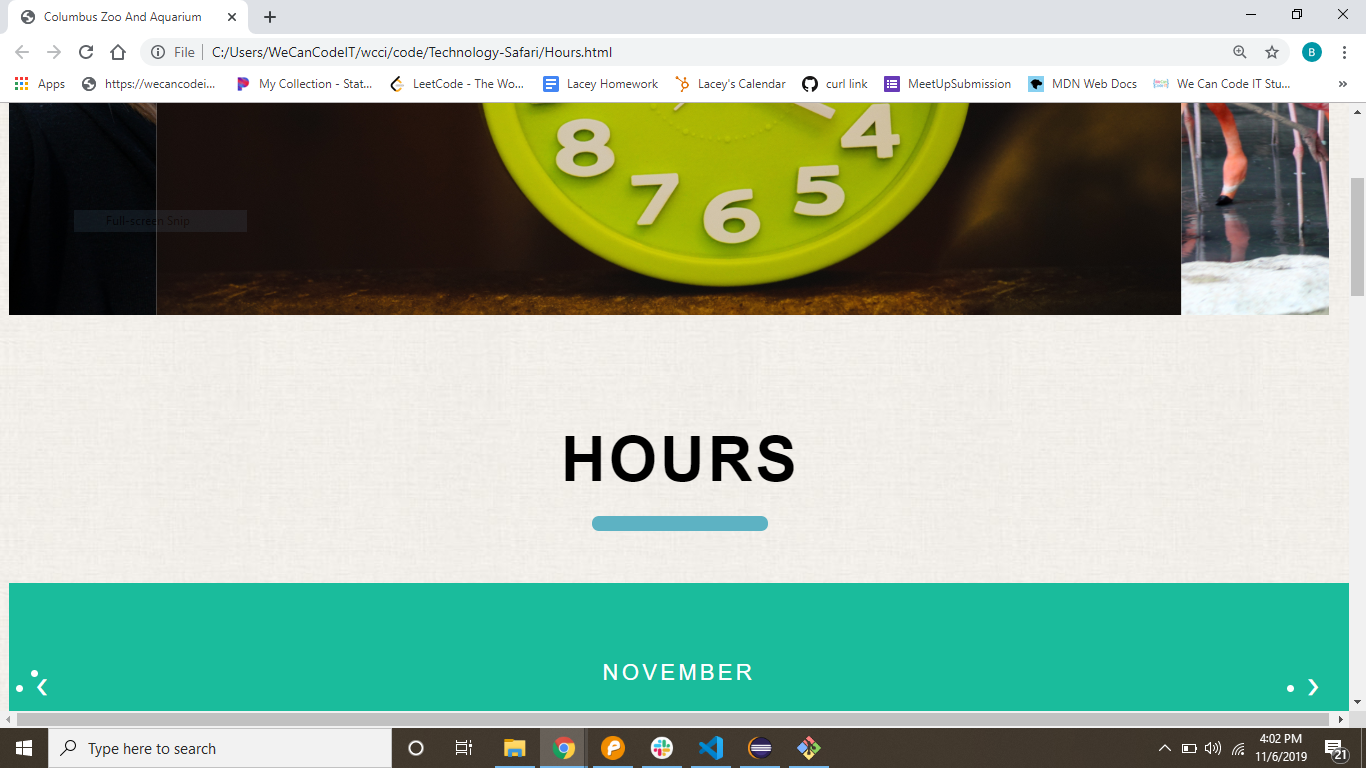 Columbus Zoo And Aquarium
File
C:/Users/WeCanCodeIT/wcci/code/Technology-Safari/Hours.html
B
Apps
https://wecancodei...
My Collection - Stat...
LeetCode - The Wo...
Lacey Homework
Lacey's Calendar
curl link
MeetUpSubmission
MDN Web Docs
We Can Code IT Stu...
»
8
7
6
5
4
Full-screen Snip
HOURS
NOVEMBER
Type here to search
4:02 PM
11/6/2019
21